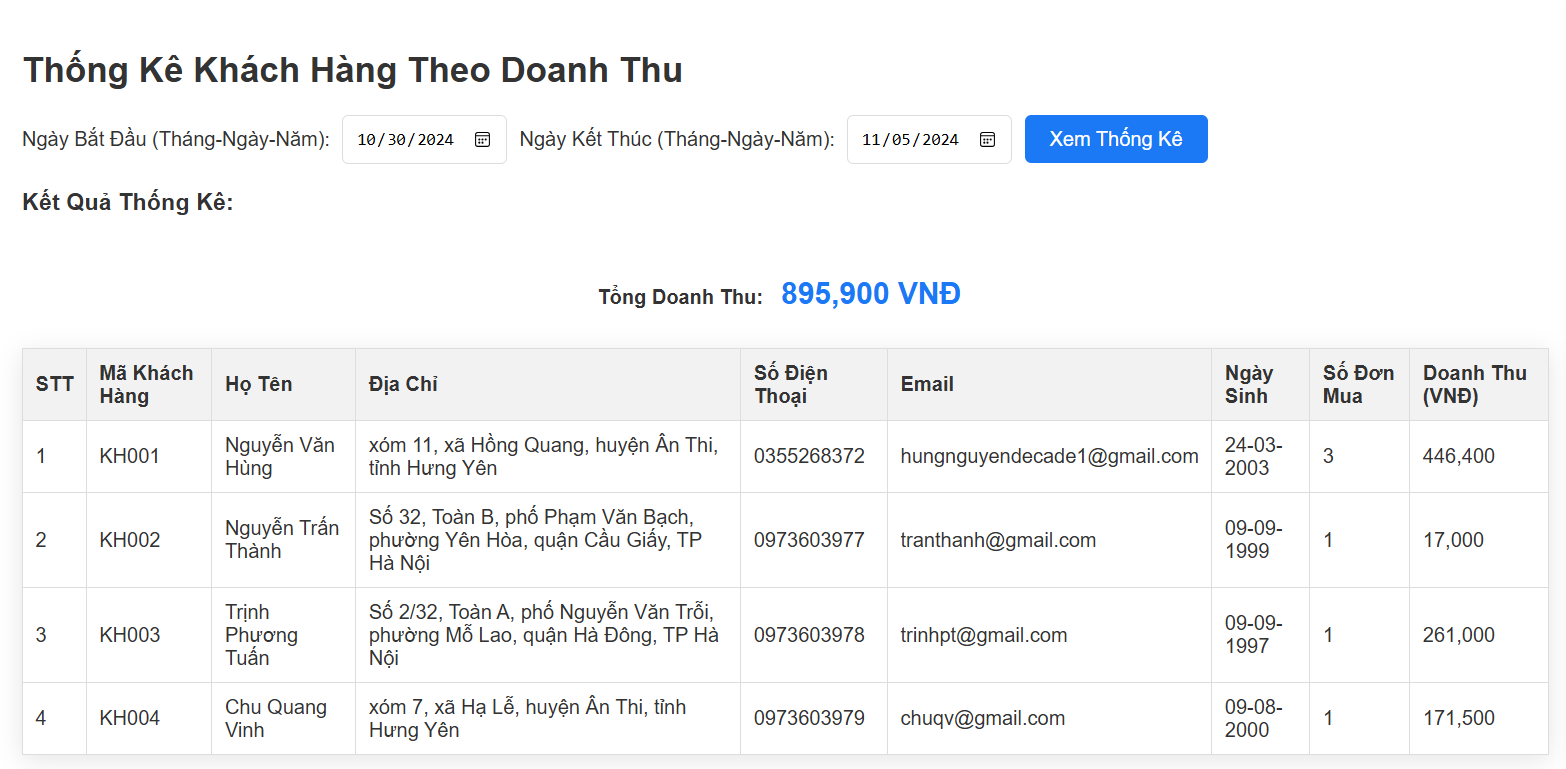 Thống Kê Khách Hàng Theo Doanh Thu
Ngày Bắt Đầu (Tháng-Ngày-Năm): 10/30/2024 Ngày Kết Thúc (Tháng-Ngày-Năm): 11/05/2024 Xem Thống Kê
Kết Quả Thống Kê:
Tổng Doanh Thu: 895,900 VNĐ
STT Mã Khách Hàng Họ Tên Địa Chỉ Số Điện Thoại Email Ngày Sinh Số Đơn Mua Doanh Thu (VNĐ)
1 KH001 Nguyễn Văn Hùng xóm 11, xã Hồng Quang, huyện Ân Thi, tỉnh Hưng Yên 0355268372 hungnguyendecade1@gmail.com 24-03-2003 3 446,400
2 KH002 Nguyễn Trấn Thành Số 32, Toàn B, phố Phạm Văn Bạch, phường Yên Hòa, quận Cầu Giấy, TP Hà Nội 0973603977 tranthanh@gmail.com 09-09-1999 1 17,000
3 KH003 Trịnh Phương Tuấn Số 2/32, Toàn A, phố Nguyễn Văn Trỗi, phường Mỗ Lao, quận Hà Đông, TP Hà Nội 0973603978 trinhpt@gmail.com 09-09-1997 1 261,000
4 KH004 Chu Quang Vinh xóm 7, xã Hạ Lễ, huyện Ân Thi, tỉnh Hưng Yên 0973603979 chuqv@gmail.com 09-08-2000 1 171,500